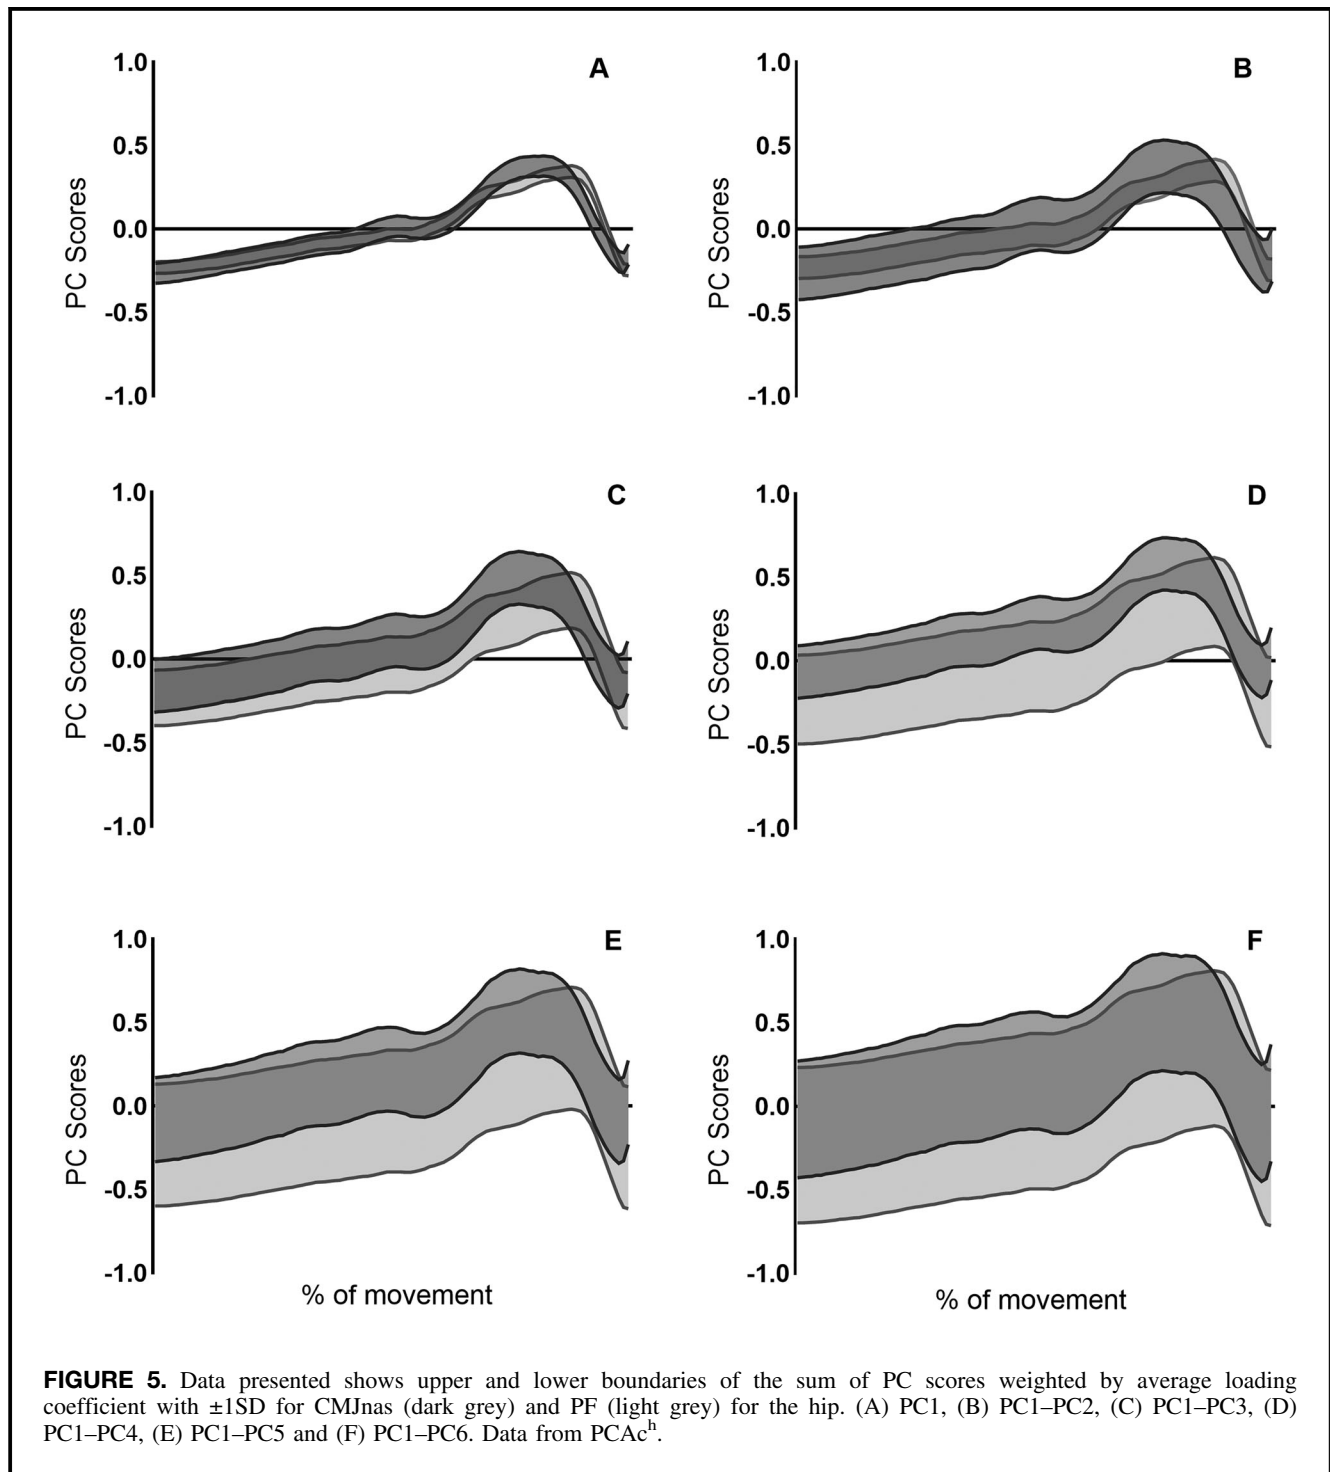 A
1.0
0.5
0.0
-0.5
-1.0
PC Scores
B
1.0
0.5
0.0
-0.5
-1.0
PC Scores
C
1.0
0.5
0.0
-0.5
-1.0
PC Scores
D
1.0
0.5
0.0
-0.5
-1.0
PC Scores
E
1.0
0.5
0.0
-0.5
-1.0
PC Scores
% of movement
F
1.0
0.5
0.0
-0.5
-1.0
PC Scores
% of movement
FIGURE 5. Data presented shows upper and lower boundaries of the sum of PC scores weighted by average loading
coefficient with ±1SD for CMJnas (dark grey) and PF (light grey) for the hip. (A) PC1, (B) PC1–PC2, (C) PC1–PC3, (D)
PC1–PC4, (E) PC1–PC5 and (F) PC1–PC6. Data from PCAcʰ.